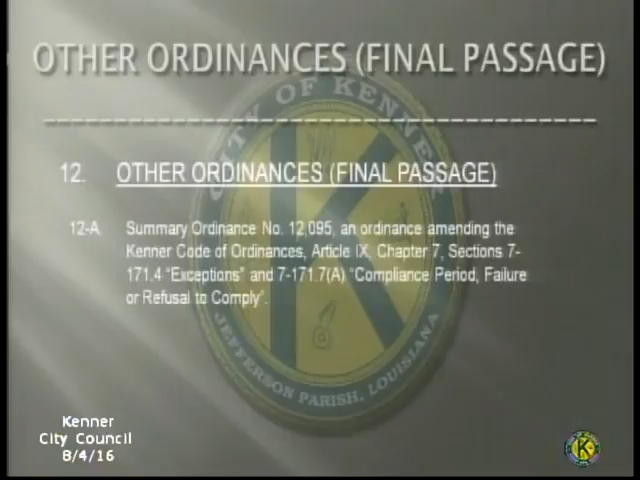 OTHER ORDINANCES (FINAL PASSAGE)
12. OTHER ORDINANCES (FINAL PASSAGE)
12-A Summary Ordinance No. 12,095, an ordinance amending the
Kenner Code of Ordinances, Article IX, Chapter 7, Sections 7-
171.4 "Exceptions" and 7-171.7(A) "Compliance Period, Failure
or Refusal to Comply".
CITY OF KENNER
JEFFERSON PARISH, LOUISIANA
Kenner
City Council
8/4/16
K